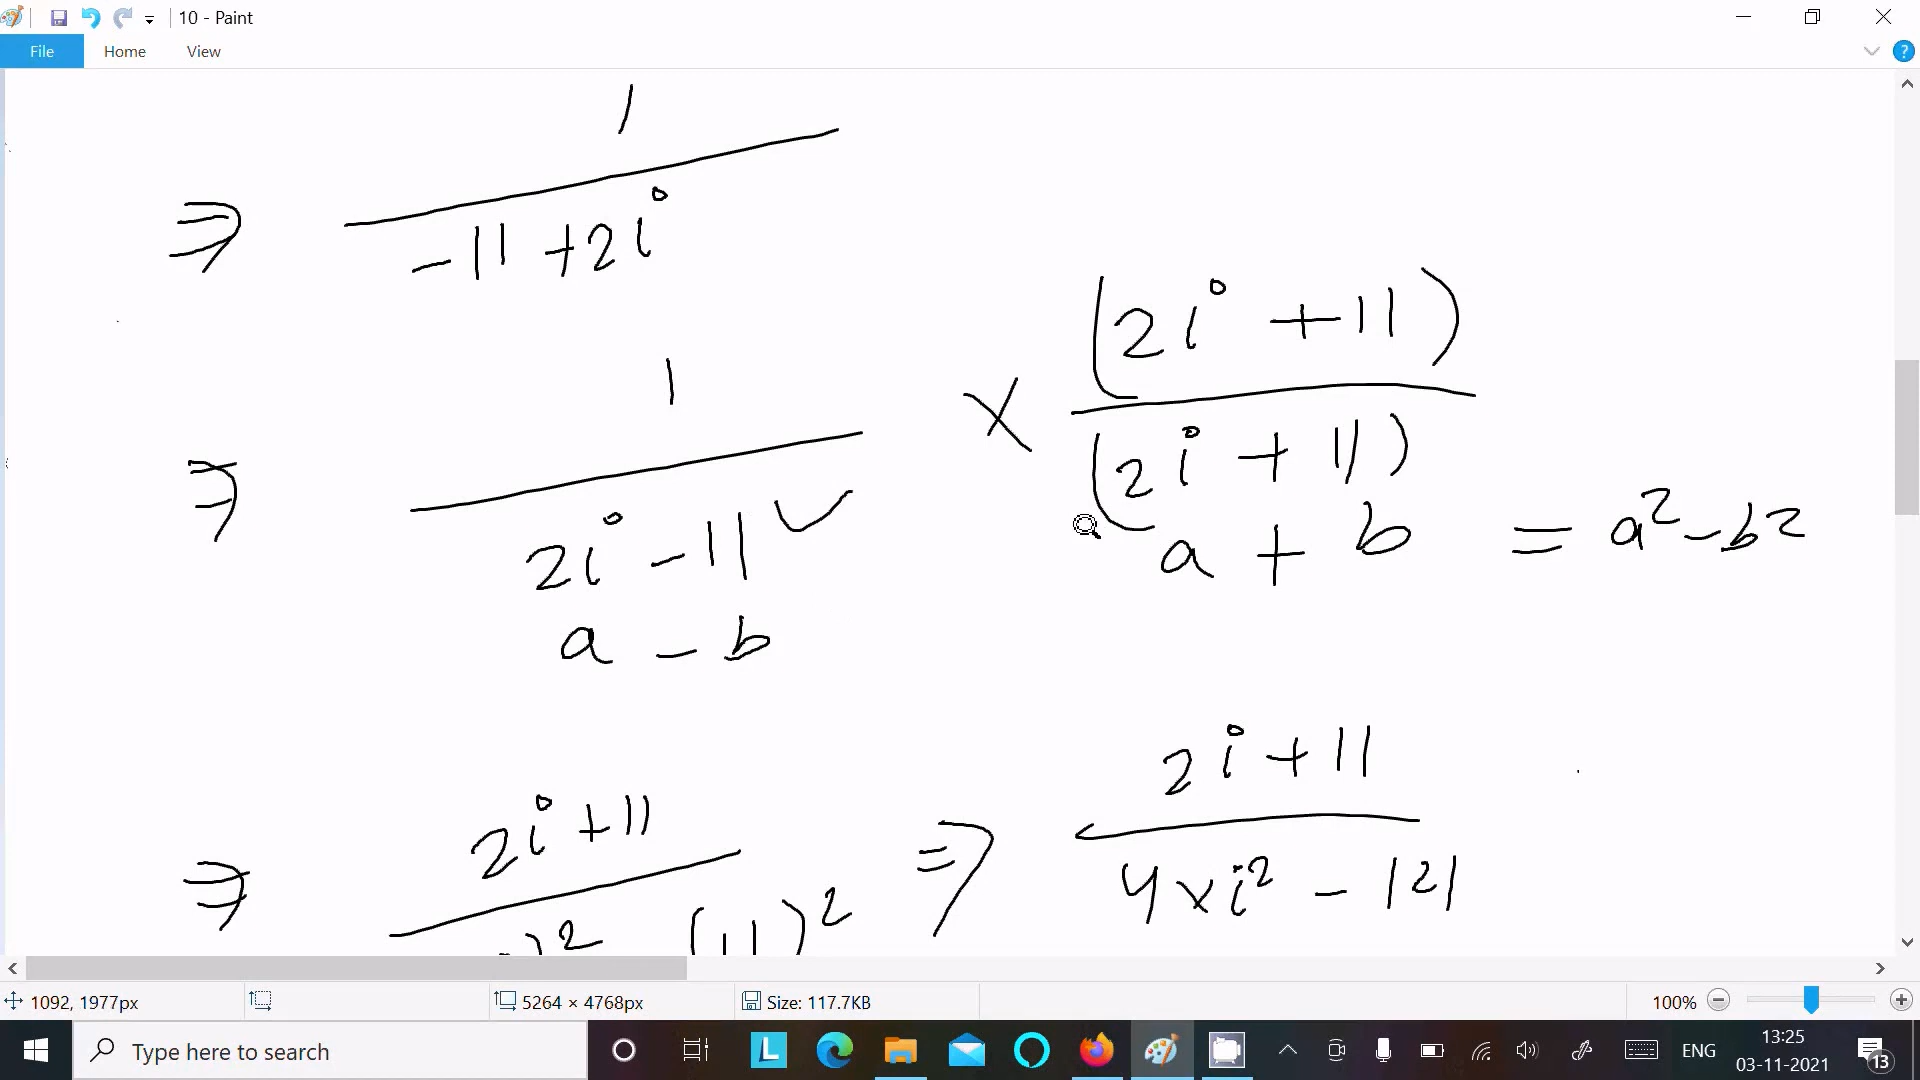 10 - Paint
File Home View
1
⇒ -11 +2i
(2i +11)
1 × (2i + 11)
⇒ 2i - 11 ✓
a + b = a² - b²
a - b
2i + 11 ⇒ 2i + 11
⇒ )² (11)² 4×i² - 121
1092, 1977px 5264 × 4768px Size: 117.7KB 100%
Type here to search L ENG 13:25 13
03-11-2021